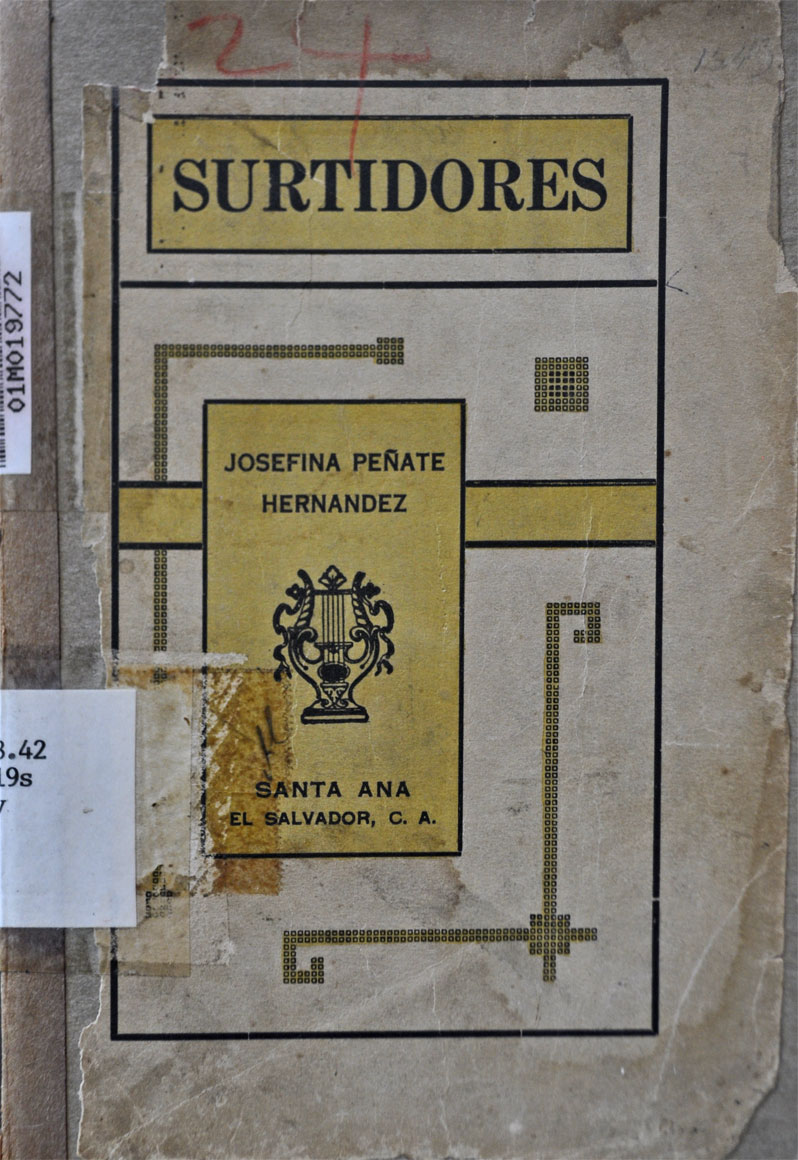 24
SURTIDORES
01M019772
JOSEFINA PEÑATE
HERNANDEZ
3.42
19s
SANTA ANA
EL SALVADOR, C. A.